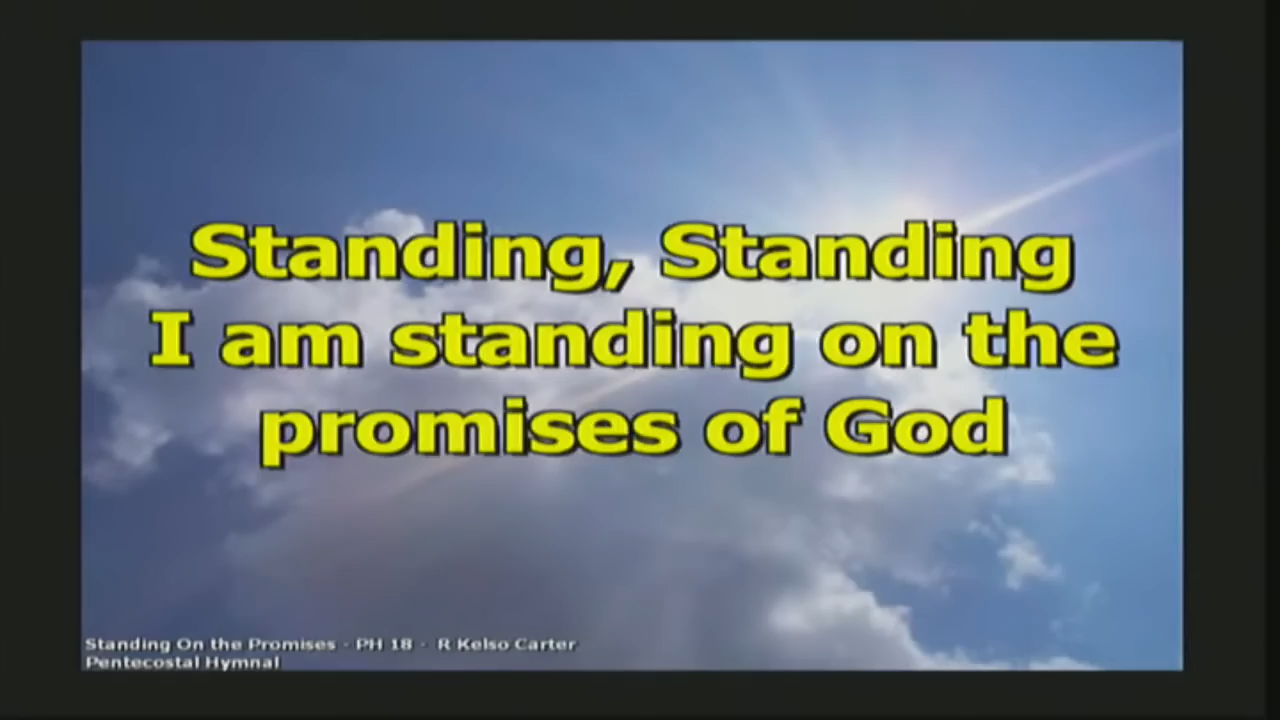 Standing, Standing
I am standing on the
promises of God
Standing On the Promises - PH 18 - R Kelso Carter
Pentecostal Hymnal